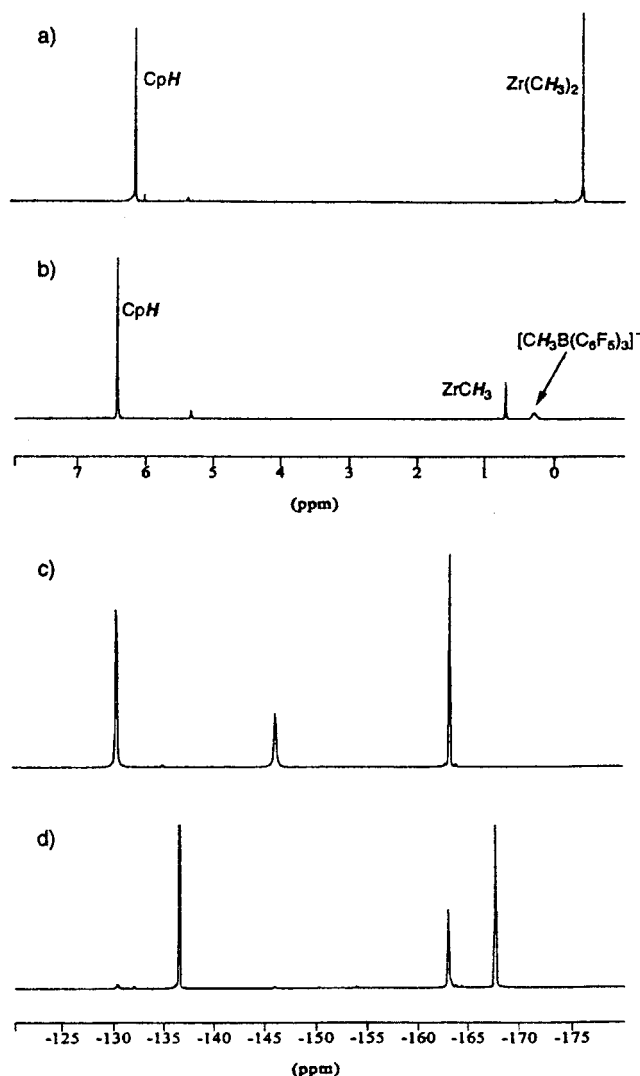 a)
CpH
Zr(CH3)2
b)
CpH
[CH3B(C6F5)3]−
ZrCH3
7 6 5 4 3 2 1 0
(ppm)
c)
d)
-125 -130 -135 -140 -145 -150 -155 -160 -165 -170 -175
(ppm)